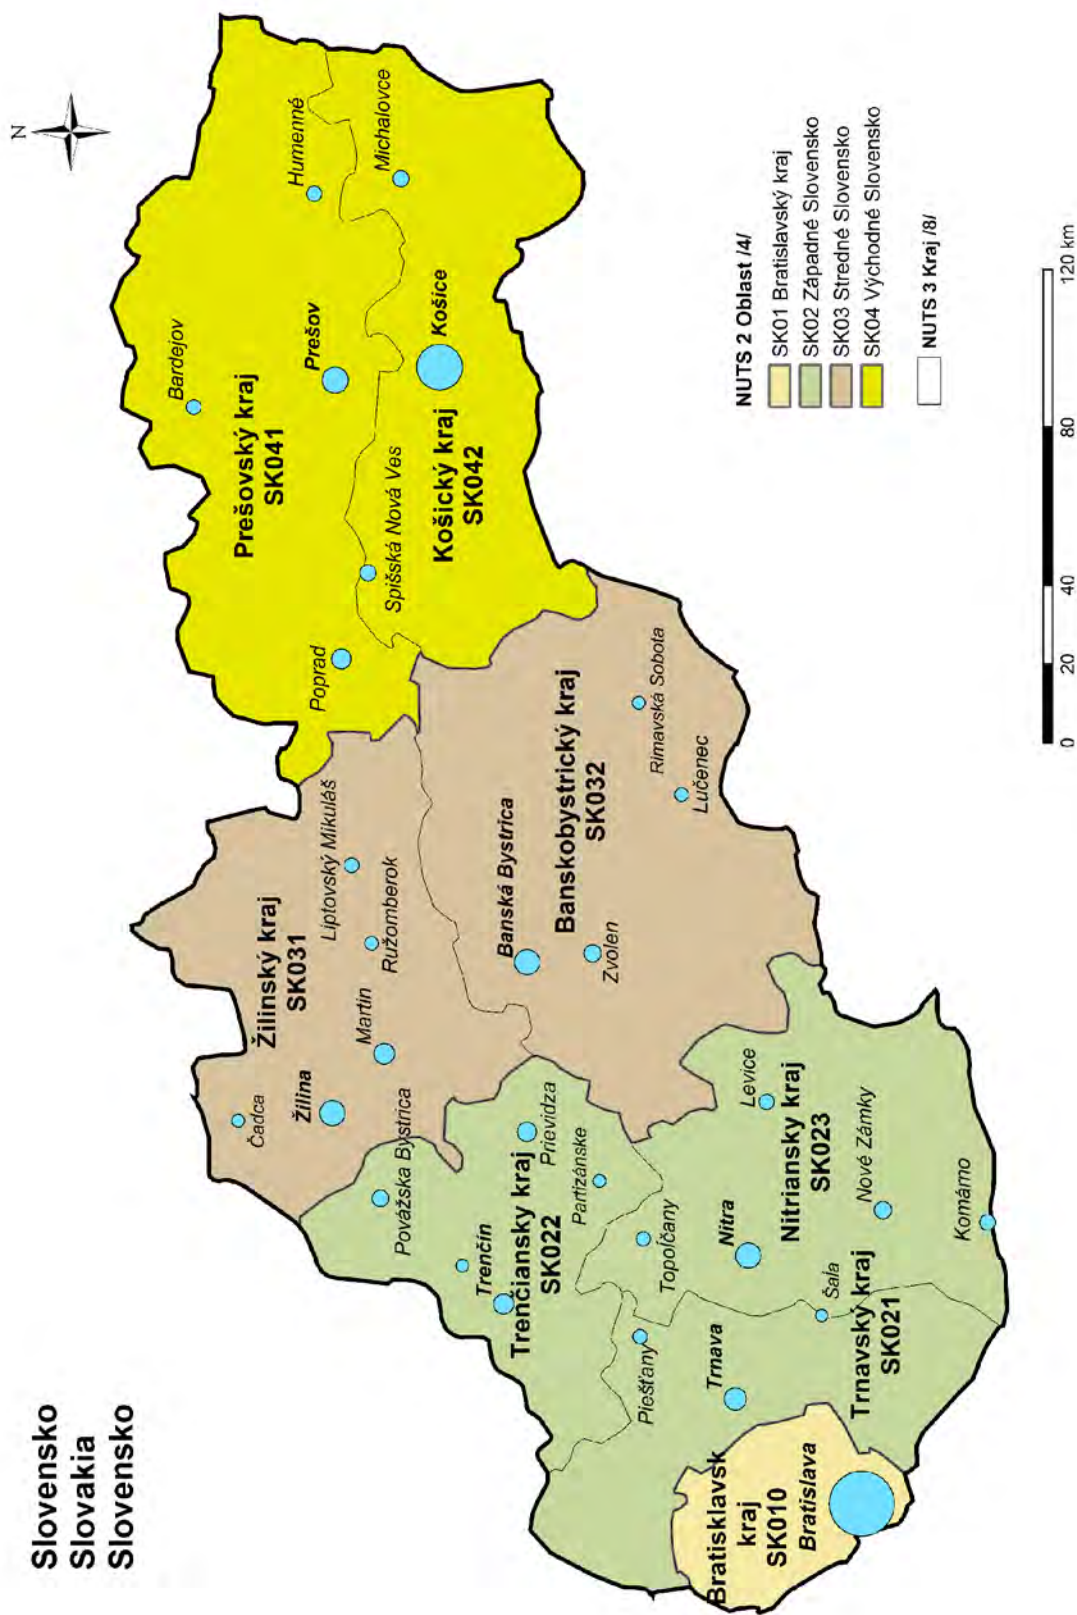 Slovensko
Slovakia
Slovensko
N
Žilinský kraj
SK031
Čadca
Žilina
Martin
Ružomberok
Liptovský Mikuláš
Prešovský kraj
SK041
Bardejov
Poprad
Prešov
Humenné
Košický kraj
SK042
Spišská Nová Ves
Košice
Michalovce
Trenčiansky kraj
SK022
Považska Bystrica
Trenčín
Prievidza
Partizánske
Banskobystrický kraj
SK032
Banská Bystrica
Zvolen
Rimavská Sobota
Lučenec
Bratisklavsk
kraj
SK010
Bratislava
Trnavský kraj
SK021
Piešťany
Trnava
Nitriansky kraj
SK023
Topoľčany
Nitra
Levice
Šala
Nové Zámky
Komárno
NUTS 2 Oblast /4/
SK01 Bratislavský kraj
SK02 Západné Slovensko
SK03 Stredné Slovensko
SK04 Východné Slovensko
NUTS 3 Kraj /8/
0 20 40 80 120 km